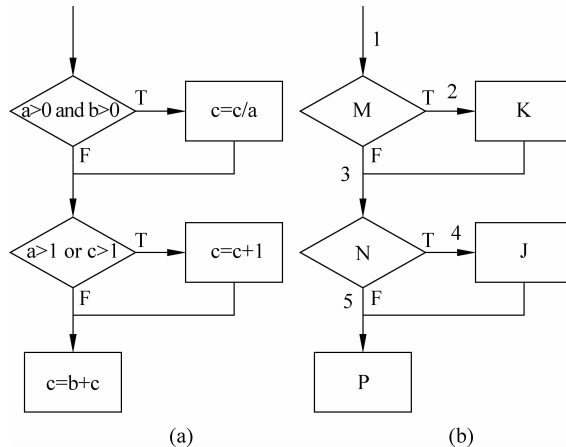 T
a>0 and b>0
c=c/a
F
T
a>1 or c>1
c=c+1
F
c=b+c
(a)
1
T
2
M
K
F
3
T
4
N
J
5
F
P
(b)